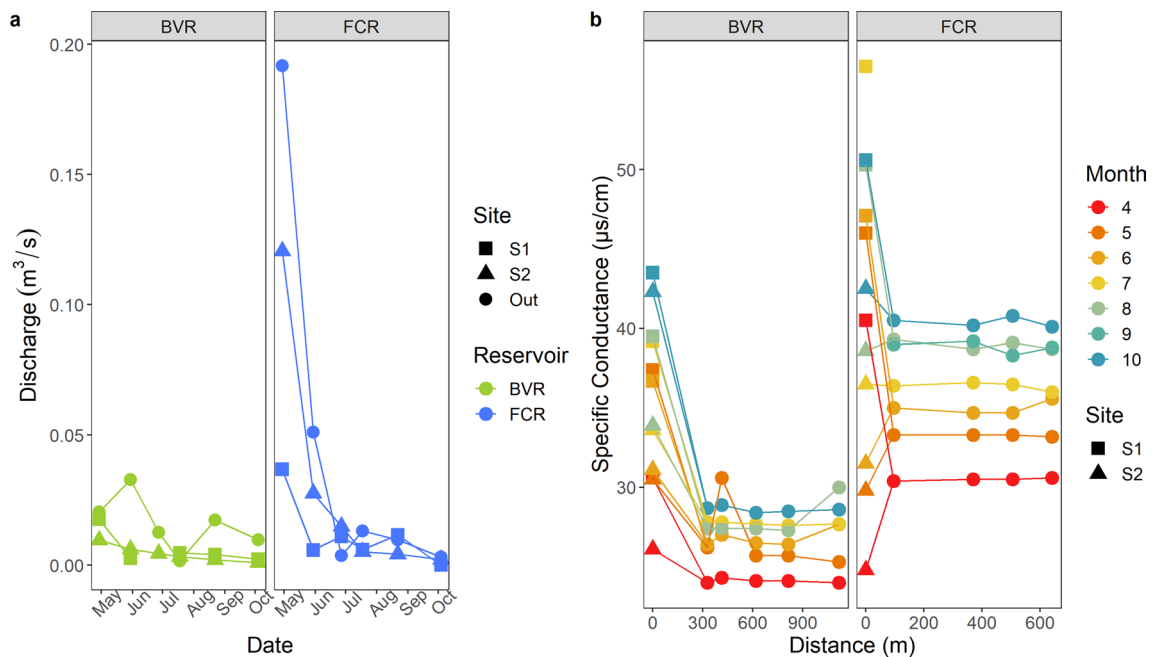 a
BVR
FCR
0.20
0.15
0.10
0.05
0.00
Discharge (m³/s)
May Jun Jul Aug Sep Oct
May Jun Jul Aug Sep Oct
Date
Site
S1
S2
Out
Reservoir
BVR
FCR
b
BVR
FCR
50
40
30
Specific Conductance (µs/cm)
0 300 600 900
0 200 400 600
Distance (m)
Month
4
5
6
7
8
9
10
Site
S1
S2